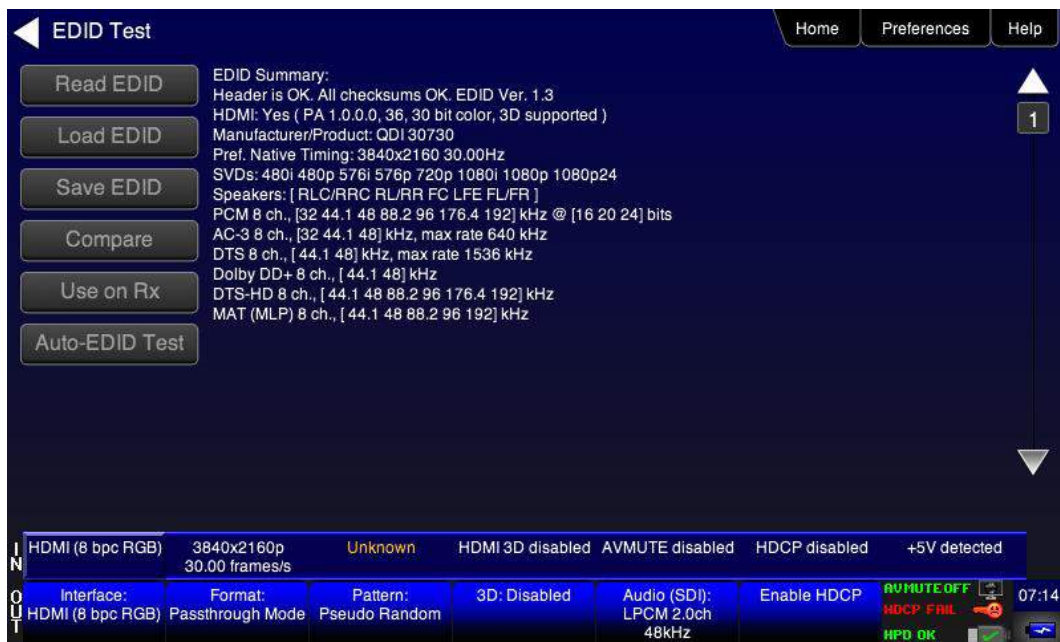 EDID Test
Home
Preferences
Help
Read EDID
Load EDID
Save EDID
Compare
Use on Rx
Auto-EDID Test
EDID Summary:
Header is OK. All checksums OK. EDID Ver. 1.3
HDMI: Yes ( PA 1.0.0.0, 36, 30 bit color, 3D supported )
Manufacturer/Product: QDI 30730
Pref. Native Timing: 3840x2160 30.00Hz
SVDs: 480i 480p 576i 576p 720p 1080i 1080p 1080p24
Speakers: [ RLC/RRC RL/RR FC LFE FL/FR ]
PCM 8 ch., [32 44.1 48 88.2 96 176.4 192] kHz @ [16 20 24] bits
AC-3 8 ch., [32 44.1 48] kHz, max rate 640 kHz
DTS 8 ch., [ 44.1 48] kHz, max rate 1536 kHz
Dolby DD+ 8 ch., [ 44.1 48] kHz
DTS-HD 8 ch., [ 44.1 48 88.2 96 176.4 192] kHz
MAT (MLP) 8 ch., [ 44.1 48 88.2 96 192] kHz
1
IN
HDMI (8 bpc RGB)
3840x2160p
30.00 frames/s
Unknown
HDMI 3D disabled
AVMUTE disabled
HDCP disabled
+5V detected
OUT
Interface:
HDMI (8 bpc RGB)
Format:
Passthrough Mode
Pattern:
Pseudo Random
3D: Disabled
Audio (SDI):
LPCM 2.0ch
48kHz
Enable HDCP
AVMUTE OFF
HDCP FAIL
HPD OK
07:14